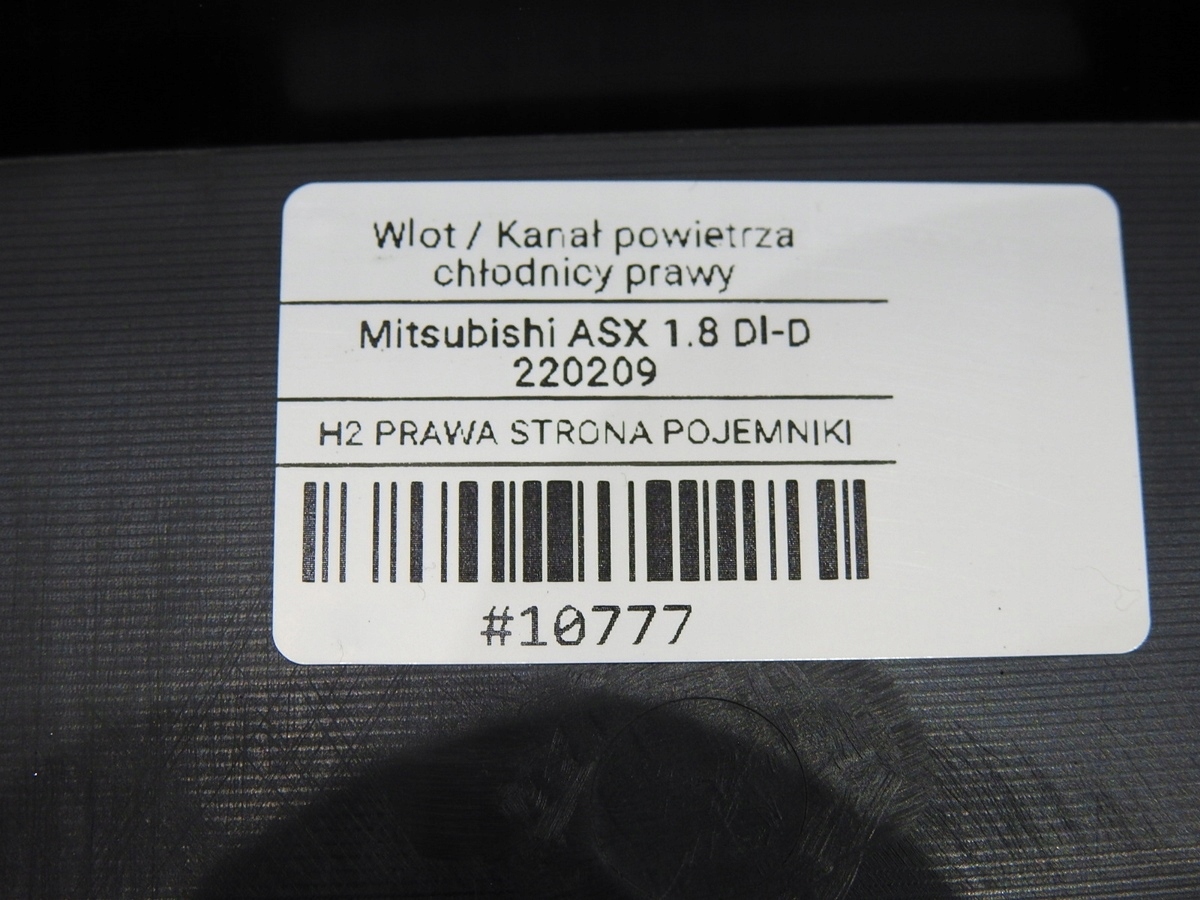 Wlot / Kanał powietrza
chłodnicy prawy
Mitsubishi ASX 1.8 DI-D
220209
H2 PRAWA STRONA POJEMNIKI
#10777